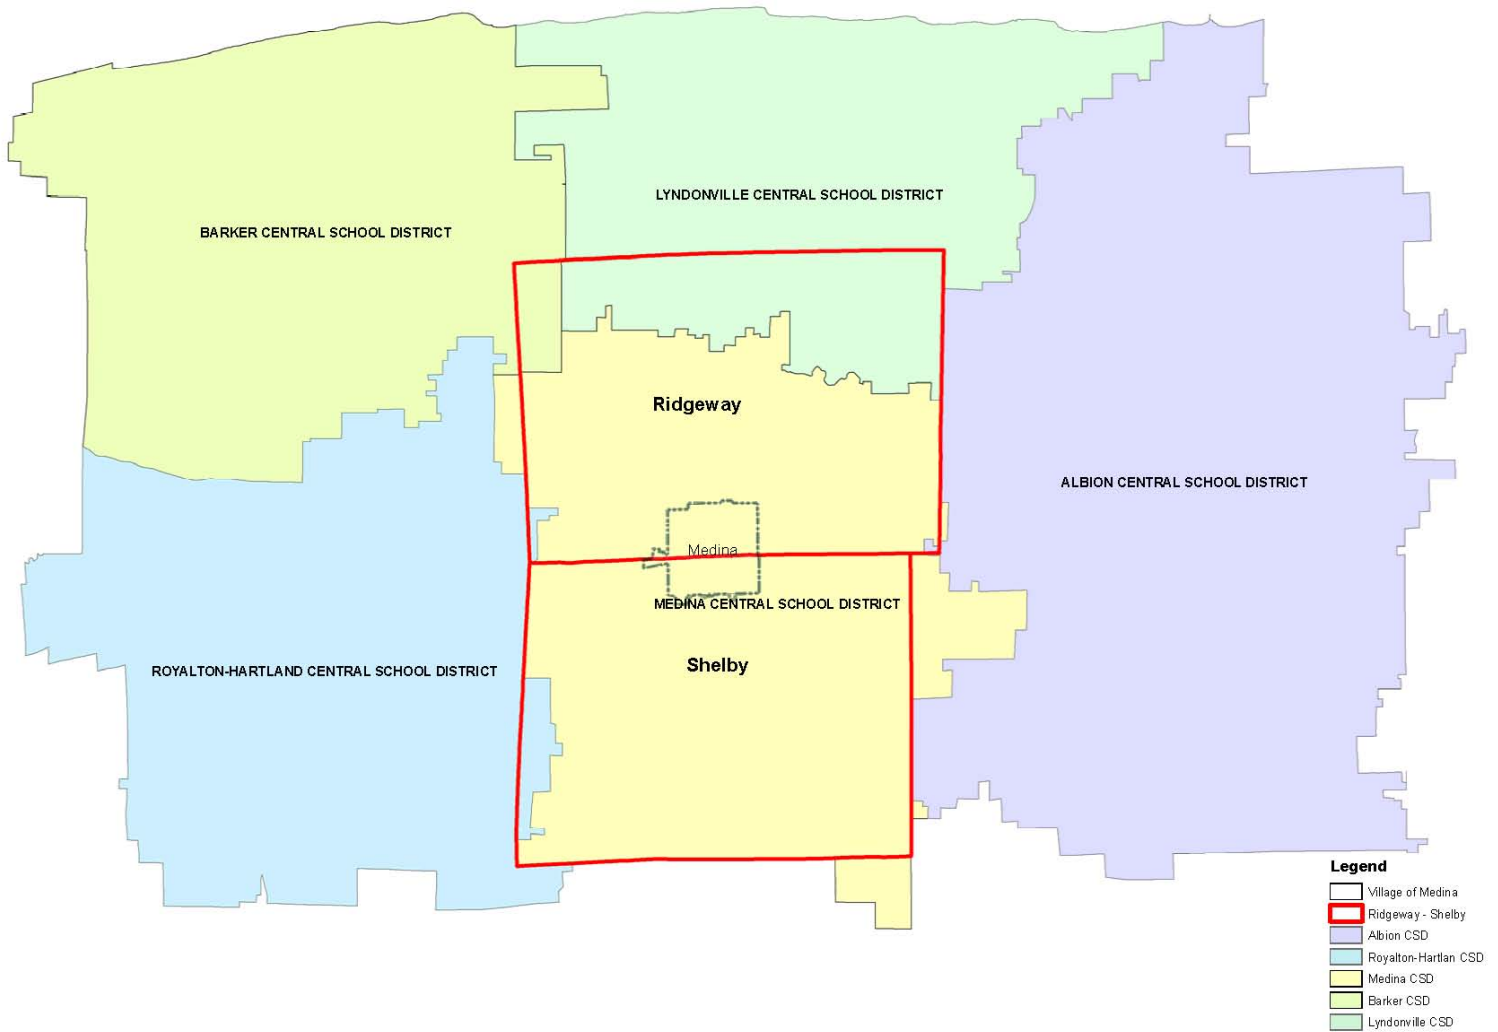 LYNDONVILLE CENTRAL SCHOOL DISTRICT
BARKER CENTRAL SCHOOL DISTRICT
Ridgeway
ALBION CENTRAL SCHOOL DISTRICT
Medina
MEDINA CENTRAL SCHOOL DISTRICT
Shelby
ROYALTON-HARTLAND CENTRAL SCHOOL DISTRICT
Legend
Village of Medina
Ridgeway - Shelby
Albion CSD
Royalton-Hartlan CSD
Medina CSD
Barker CSD
Lyndonville CSD